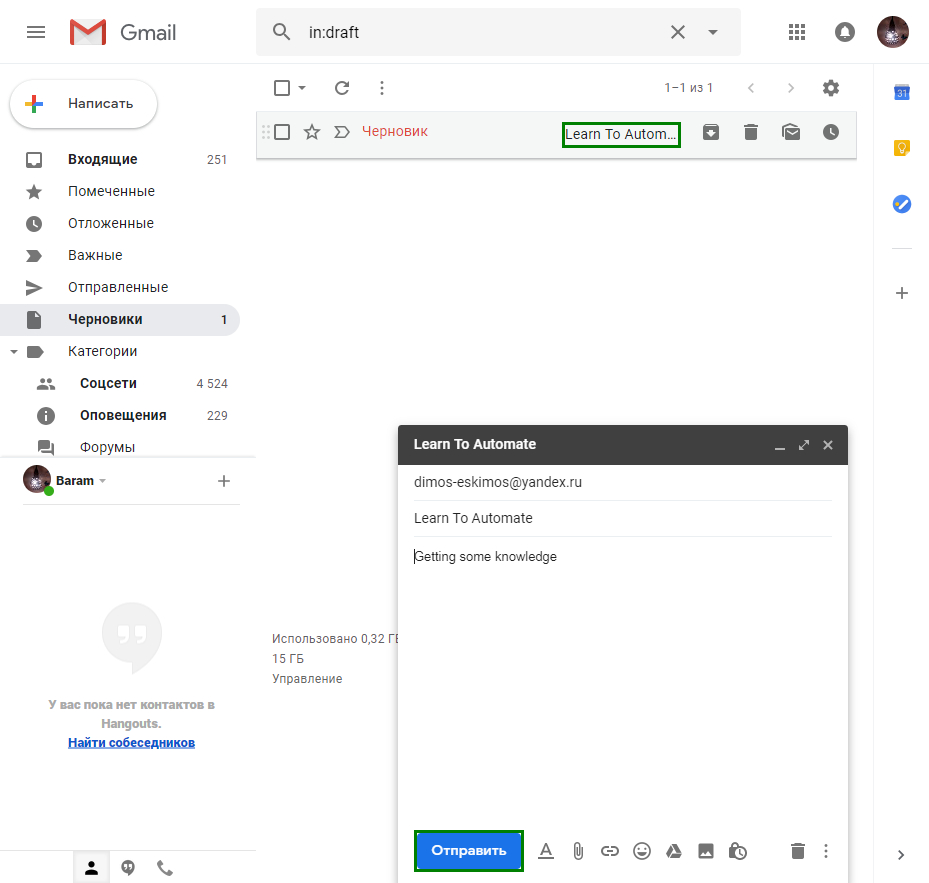 Gmail
in:draft
Написать
1–1 из 1
31
Черновик
Learn To Autom...
Входящие 251
Помеченные
Отложенные
Важные
Отправленные
Черновики 1
Категории
Соцсети 4 524
Оповещения 229
Форумы
Baram
У вас пока нет контактов в
Hangouts.
Найти собеседников
Использовано 0,32 ГБ
15 ГБ
Управление
Learn To Automate
dimos-eskimos@yandex.ru
Learn To Automate
Getting some knowledge
Отправить